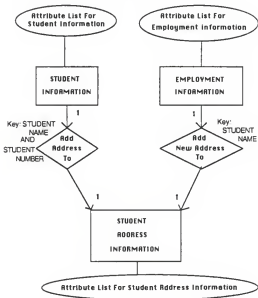 Attribute List For
Student Information
Attribute List For
Employment Information
STUDENT
INFORMATION
EMPLOYMENT
INFORMATION
1
1
Key: STUDENT
NAME
AND
STUDENT
NUMBER
Add
Address
To
Add
New Address
To
Key:
STUDENT
NAME
1
1
STUDENT
ADDRESS
INFORMATION
Attribute List For Student Address Information